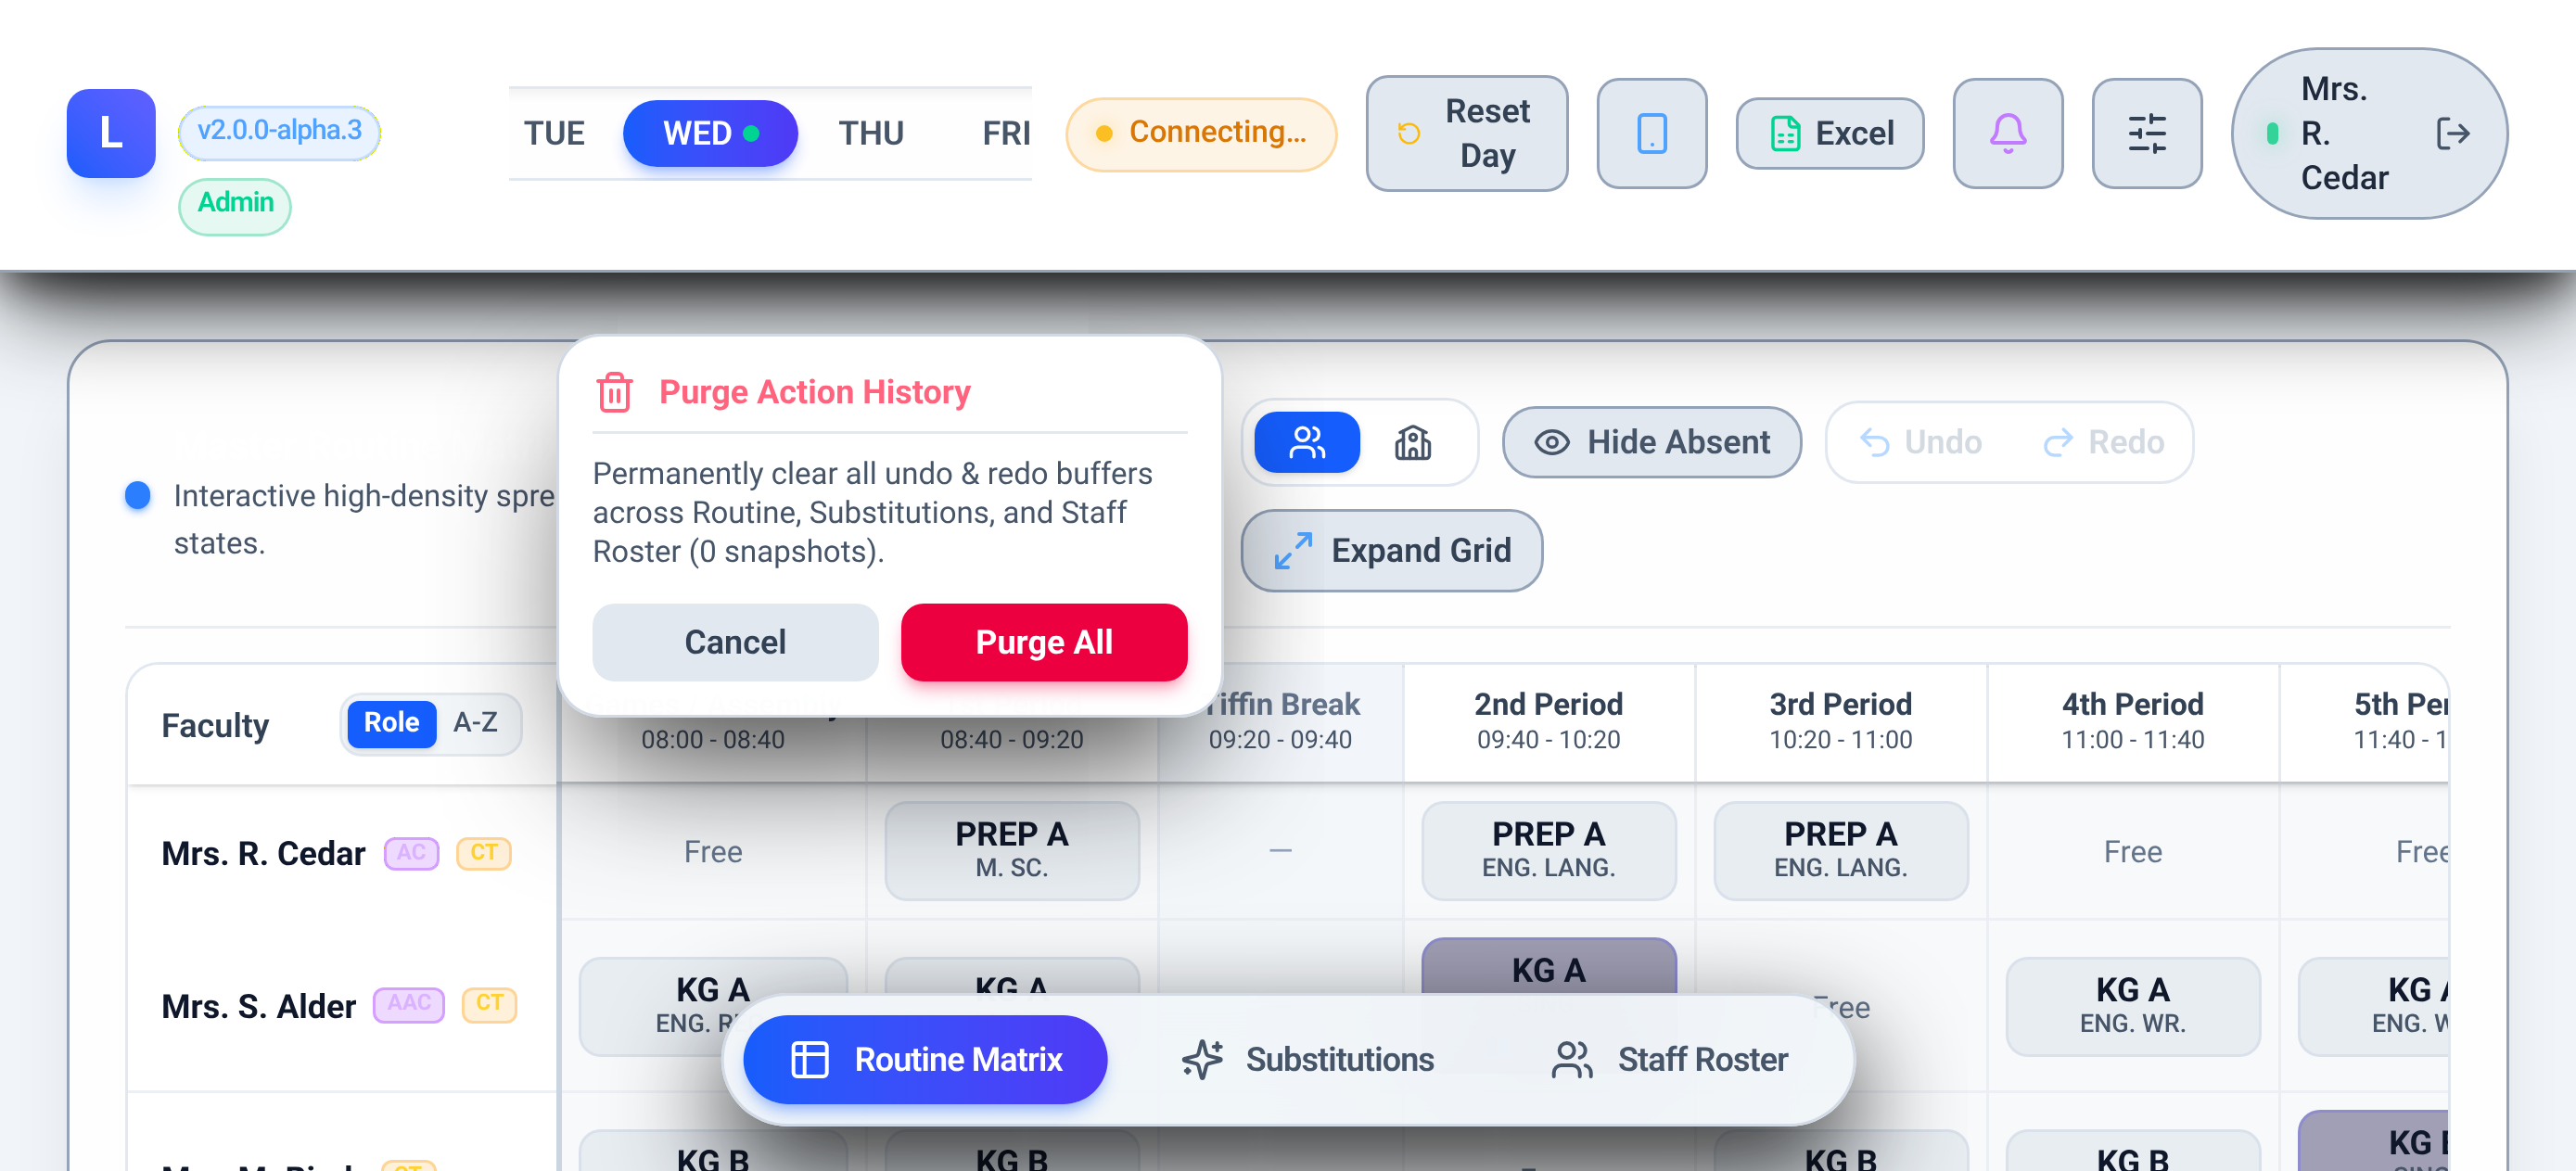 L
v2.0.0-alpha.3
Admin
TUE
WED
THU
FRI
Connecting...
Reset
Day
Excel
Mrs.
R.
Cedar
Purge Action History
Permanently clear all undo & redo buffers
across Routine, Substitutions, and Staff
Roster (0 snapshots).
Cancel
Purge All
Interactive high-density spre
states.
Hide Absent
Undo
Redo
Expand Grid
Faculty
Role
A-Z
08:00 - 08:40
08:40 - 09:20
iffin Break
09:20 - 09:40
2nd Period
09:40 - 10:20
3rd Period
10:20 - 11:00
4th Period
11:00 - 11:40
5th Per
11:40 - 1
Mrs. R. Cedar AC CT
Free
PREP A
M. SC.
—
PREP A
ENG. LANG.
PREP A
ENG. LANG.
Free
Free
Mrs. S. Alder AAC CT
KG A
ENG. R
KG A
KG A
Free
KG A
ENG. WR.
KG A
ENG. W
Routine Matrix
Substitutions
Staff Roster
CT
KG B
KG B
KG B
KG B
KG B